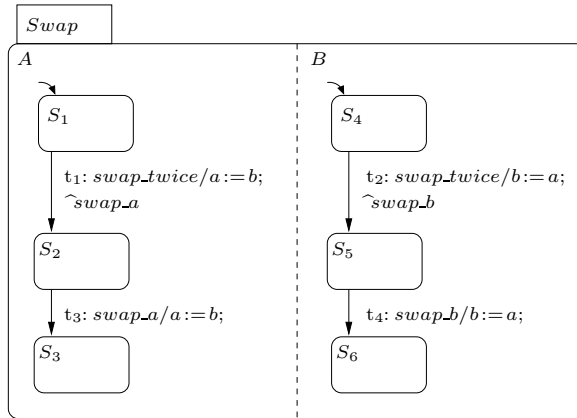 Swap
A
B
S1
S4
t1: swap_twice/a:=b;
^swap_a
t2: swap_twice/b:=a;
^swap_b
S2
S5
t3: swap_a/a:=b;
t4: swap_b/b:=a;
S3
S6